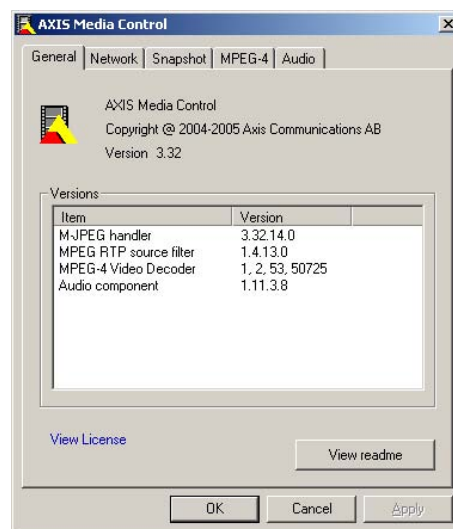 AXIS Media Control
General Network Snapshot MPEG-4 Audio
AXIS Media Control
Copyright @ 2004-2005 Axis Communications AB
Version 3.32
Versions
Item Version
M-JPEG handler 3.32.14.0
MPEG RTP source filter 1.4.13.0
MPEG-4 Video Decoder 1, 2, 53, 50725
Audio component 1.11.3.8
View License
View readme
OK Cancel Apply